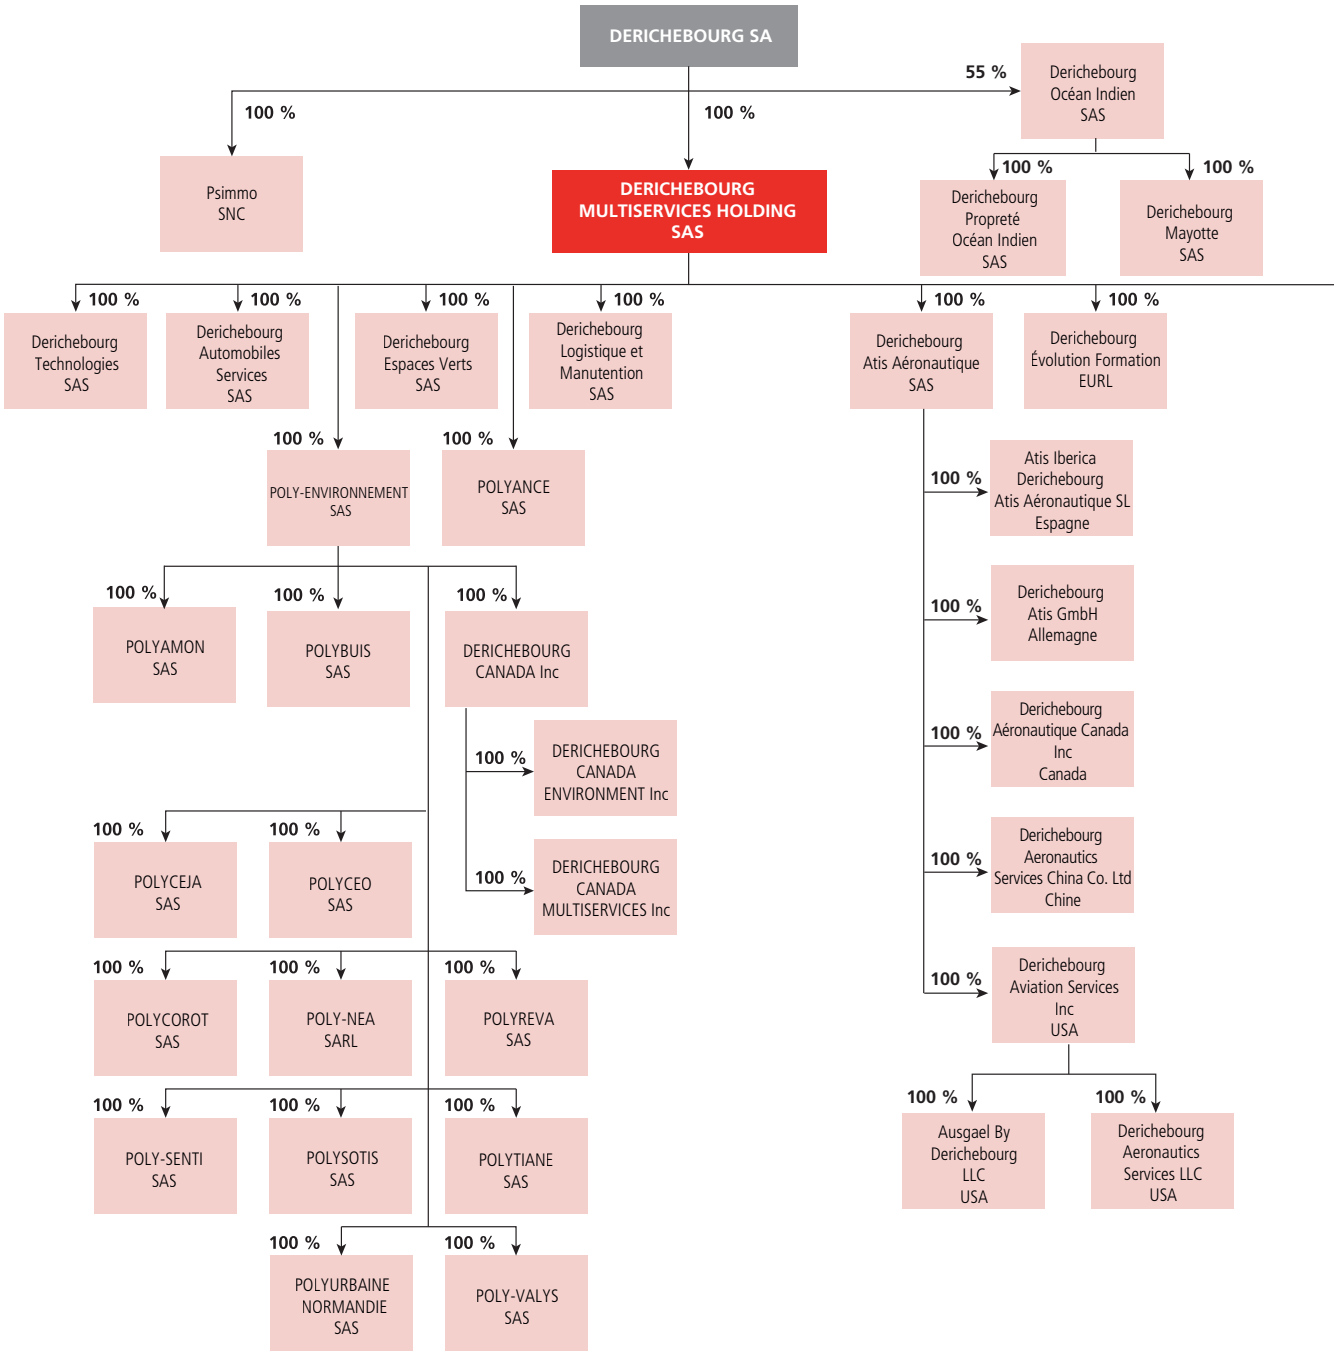 DERICHEBOURG SA
55 %
Derichebourg
Océan Indien
SAS
100 %
100 %
Psimmo
SNC
DERICHEBOURG
MULTISERVICES HOLDING
SAS
100 %
100 %
Derichebourg
Propreté
Océan Indien
SAS
Derichebourg
Mayotte
SAS
100 %
100 %
100 %
100 %
100 %
100 %
Derichebourg
Technologies
SAS
Derichebourg
Automobiles
Services
SAS
Derichebourg
Espaces Verts
SAS
Derichebourg
Logistique et
Manutention
SAS
Derichebourg
Atis Aéronautique
SAS
Derichebourg
Évolution Formation
EURL
100 %
100 %
POLY-ENVIRONNEMENT
SAS
POLYANCE
SAS
100 %
Atis Iberica
Derichebourg
Atis Aéronautique SL
Espagne
100 %
100 %
100 %
POLYAMON
SAS
POLYBUIS
SAS
DERICHEBOURG
CANADA Inc
100 %
Derichebourg
Atis GmbH
Allemagne
100 %
DERICHEBOURG
CANADA
ENVIRONMENT Inc
100 %
Derichebourg
Aéronautique Canada
Inc
Canada
100 %
100 %
POLYCEJA
SAS
POLYCEO
SAS
100 %
DERICHEBOURG
CANADA
MULTISERVICES Inc
100 %
Derichebourg
Aeronautics
Services China Co. Ltd
Chine
100 %
100 %
100 %
POLYCOROT
SAS
POLY-NEA
SARL
POLYREVA
SAS
100 %
Derichebourg
Aviation Services
Inc
USA
100 %
100 %
100 %
POLY-SENTI
SAS
POLYSOTIS
SAS
POLYTIANE
SAS
100 %
100 %
Ausgael By
Derichebourg
LLC
USA
Derichebourg
Aeronautics
Services LLC
USA
100 %
100 %
POLYURBAINE
NORMANDIE
SAS
POLY-VALYS
SAS